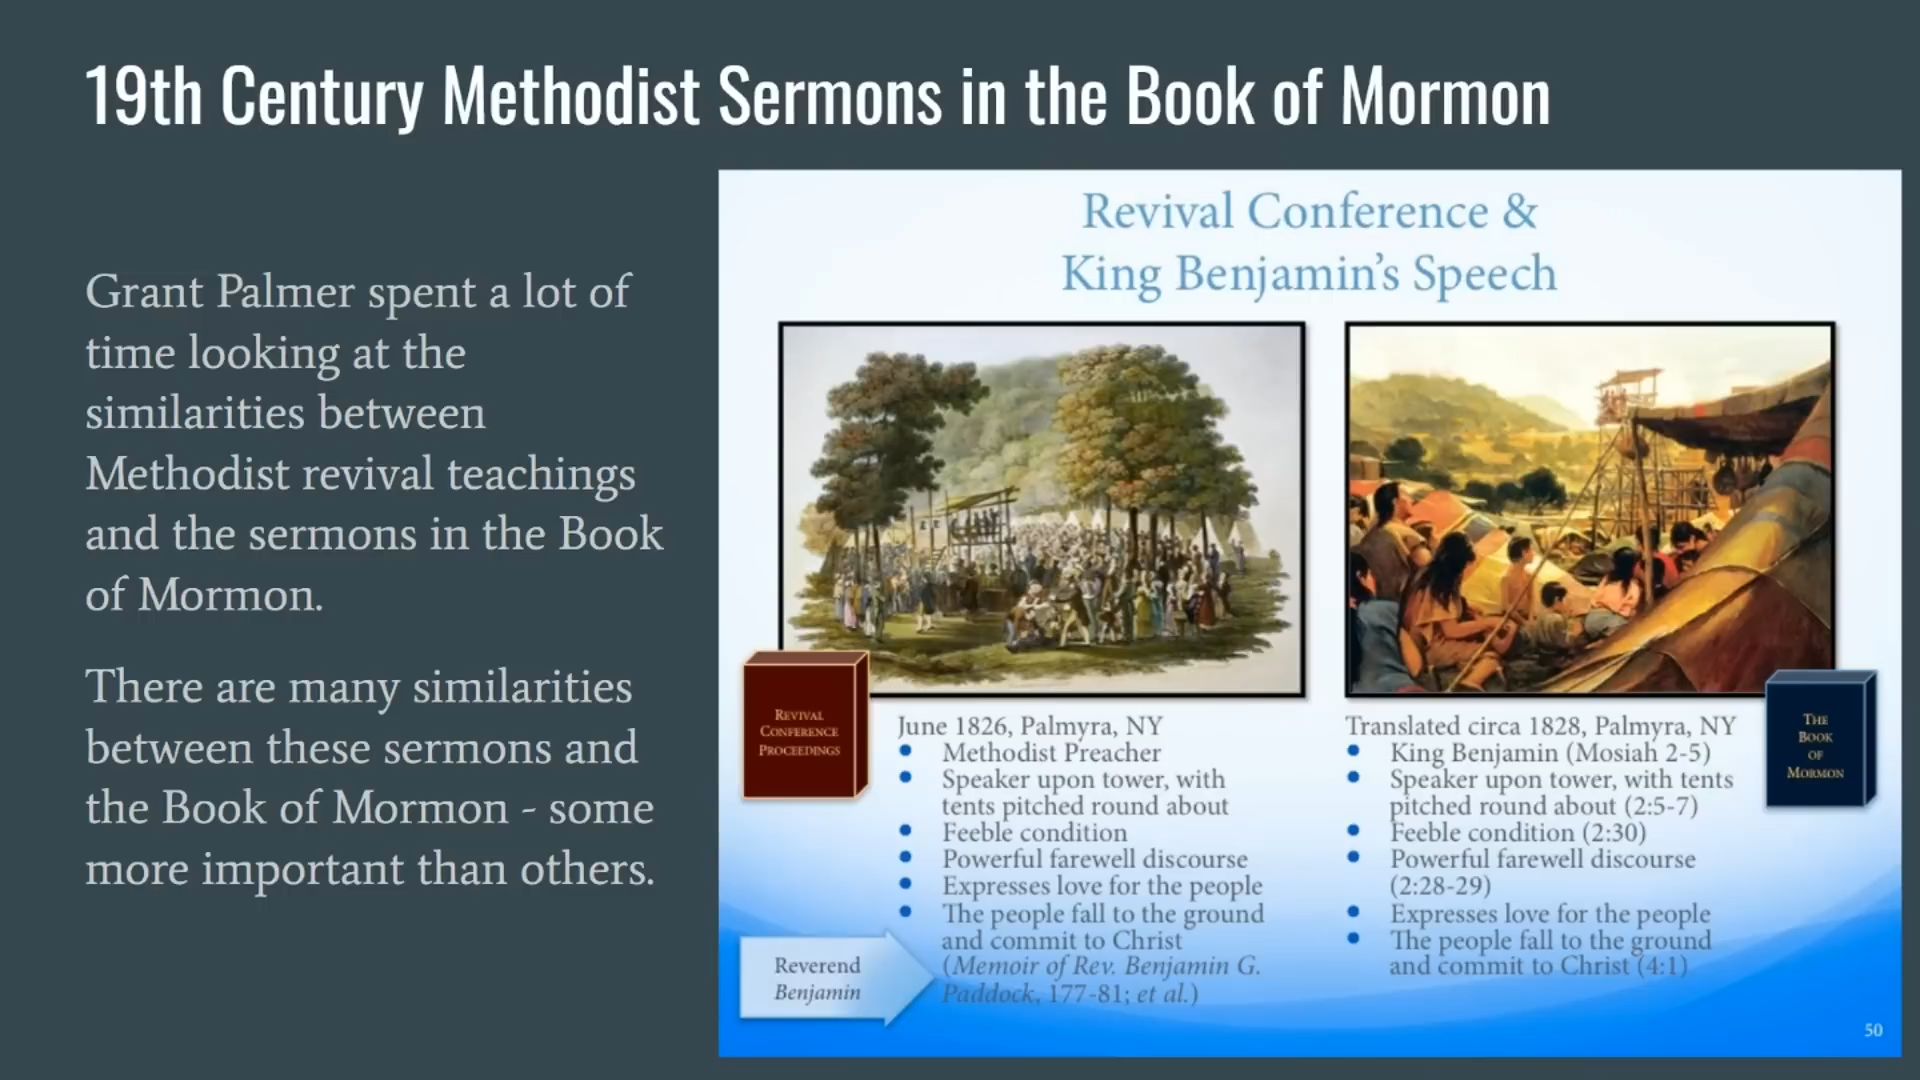 19th Century Methodist Sermons in the Book of Mormon
Grant Palmer spent a lot of
time looking at the
similarities between
Methodist revival teachings
and the sermons in the Book
of Mormon.
There are many similarities
between these sermons and
the Book of Mormon - some
more important than others.
Revival Conference &
King Benjamin's Speech
REVIVAL
CONFERENCE
PROCEEDINGS
June 1826, Palmyra, NY
• Methodist Preacher
• Speaker upon tower, with
tents pitched round about
• Feeble condition
• Powerful farewell discourse
• Expresses love for the people
• The people fall to the ground
and commit to Christ
(Memoir of Rev. Benjamin G.
Paddock, 177-81; et al.)
Reverend
Benjamin
Translated circa 1828, Palmyra, NY
• King Benjamin (Mosiah 2-5)
• Speaker upon tower, with tents
pitched round about (2:5-7)
• Feeble condition (2:30)
• Powerful farewell discourse
(2:28-29)
• Expresses love for the people
• The people fall to the ground
and commit to Christ (4:1)
THE
BOOK
OF
MORMON
50